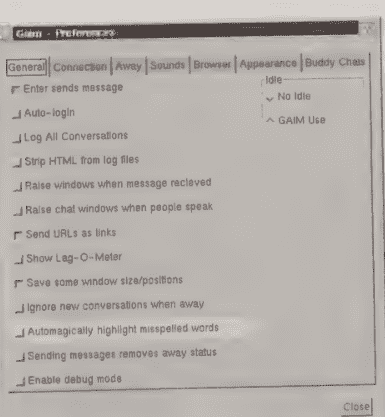 Gaim - Preferences
General Connection Away Sounds Browser Appearance Buddy Chats
Enter sends message
Auto-login
Log All Conversations
Strip HTML from log files
Raise windows when message recieved
Raise chat windows when people speak
Send URLs as links
Show Lag-O-Meter
Save some window size/positions
Ignore new conversations when away
Automagically highlight misspelled words
Sending messages removes away status
Enable debug mode
Idle
No Idle
GAIM Use
Close